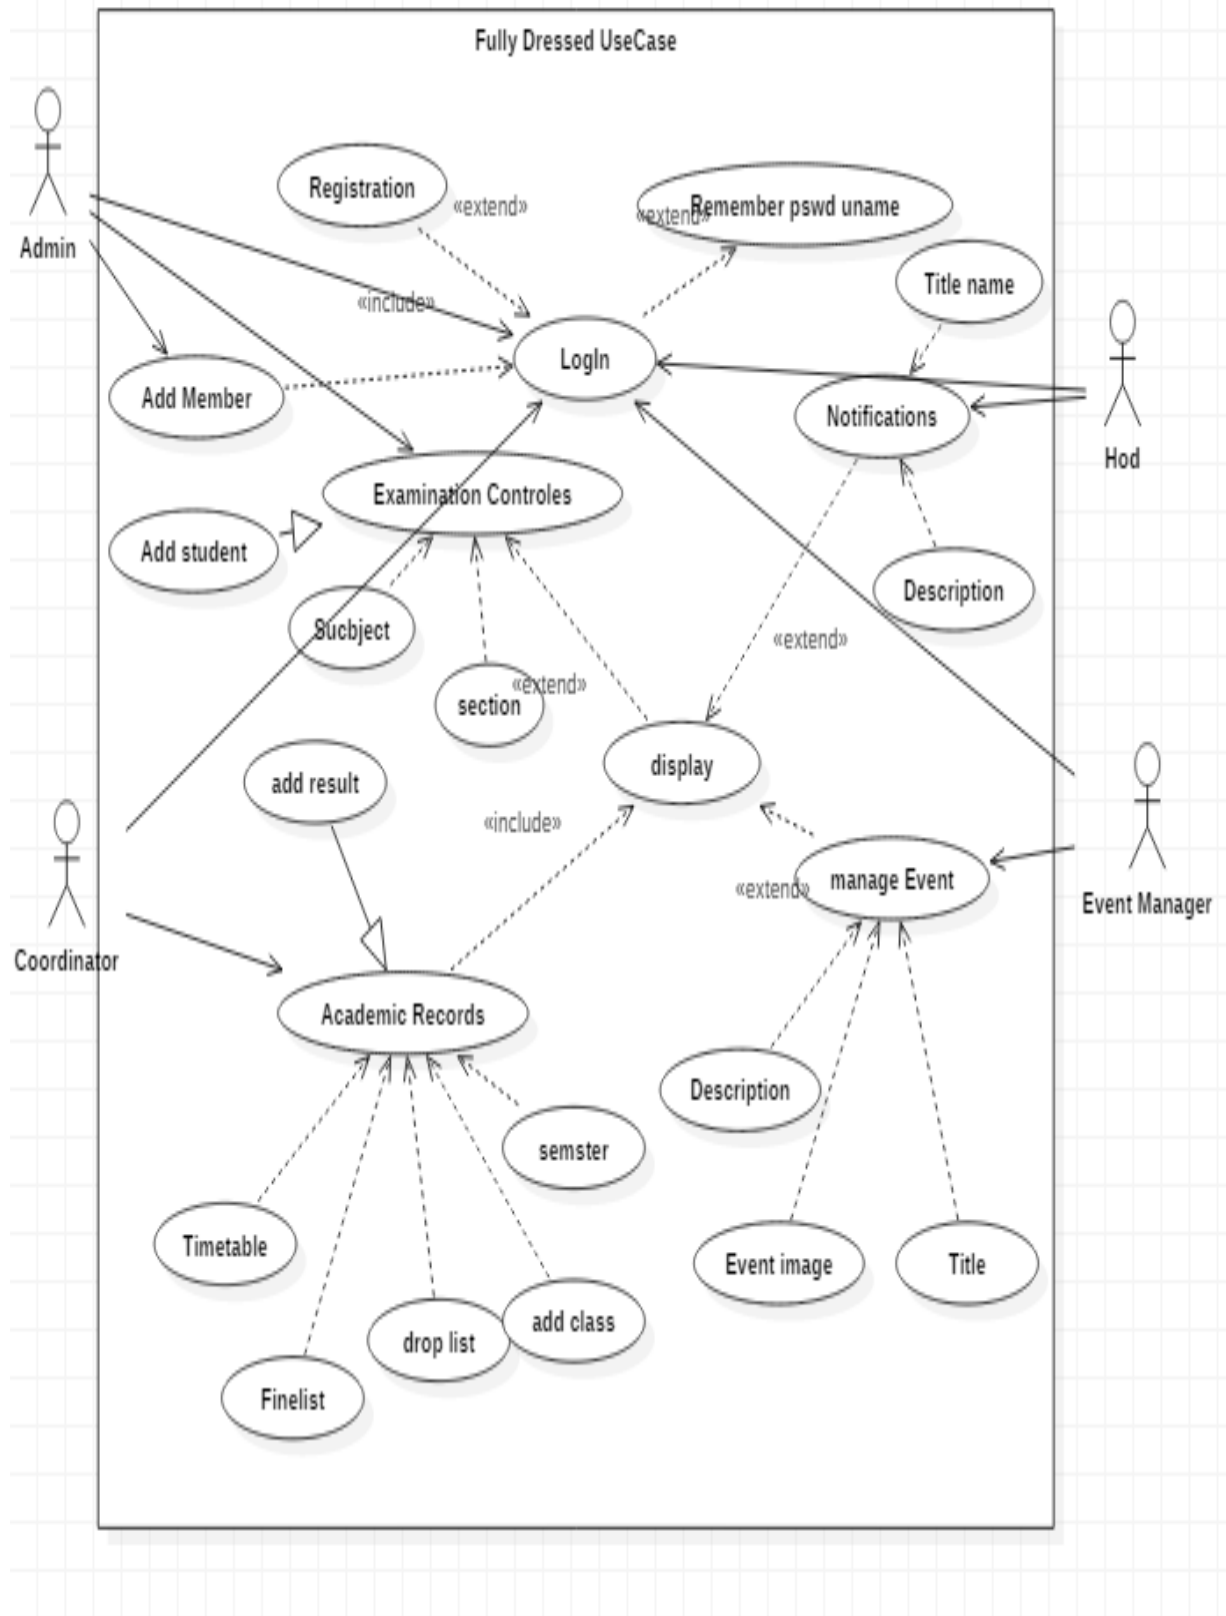 Fully Dressed UseCase
Registration
«extend»
Remember pswd uname
«extend»
Admin
Title name
«include»
LogIn
Add Member
Notifications
Hod
Examination Controles
Add student
Description
Sucbject
«extend»
«extend»
section
display
add result
«include»
manage Event
«extend»
Event Manager
Coordinator
Academic Records
Description
semster
Timetable
Event image
Title
add class
drop list
Finelist